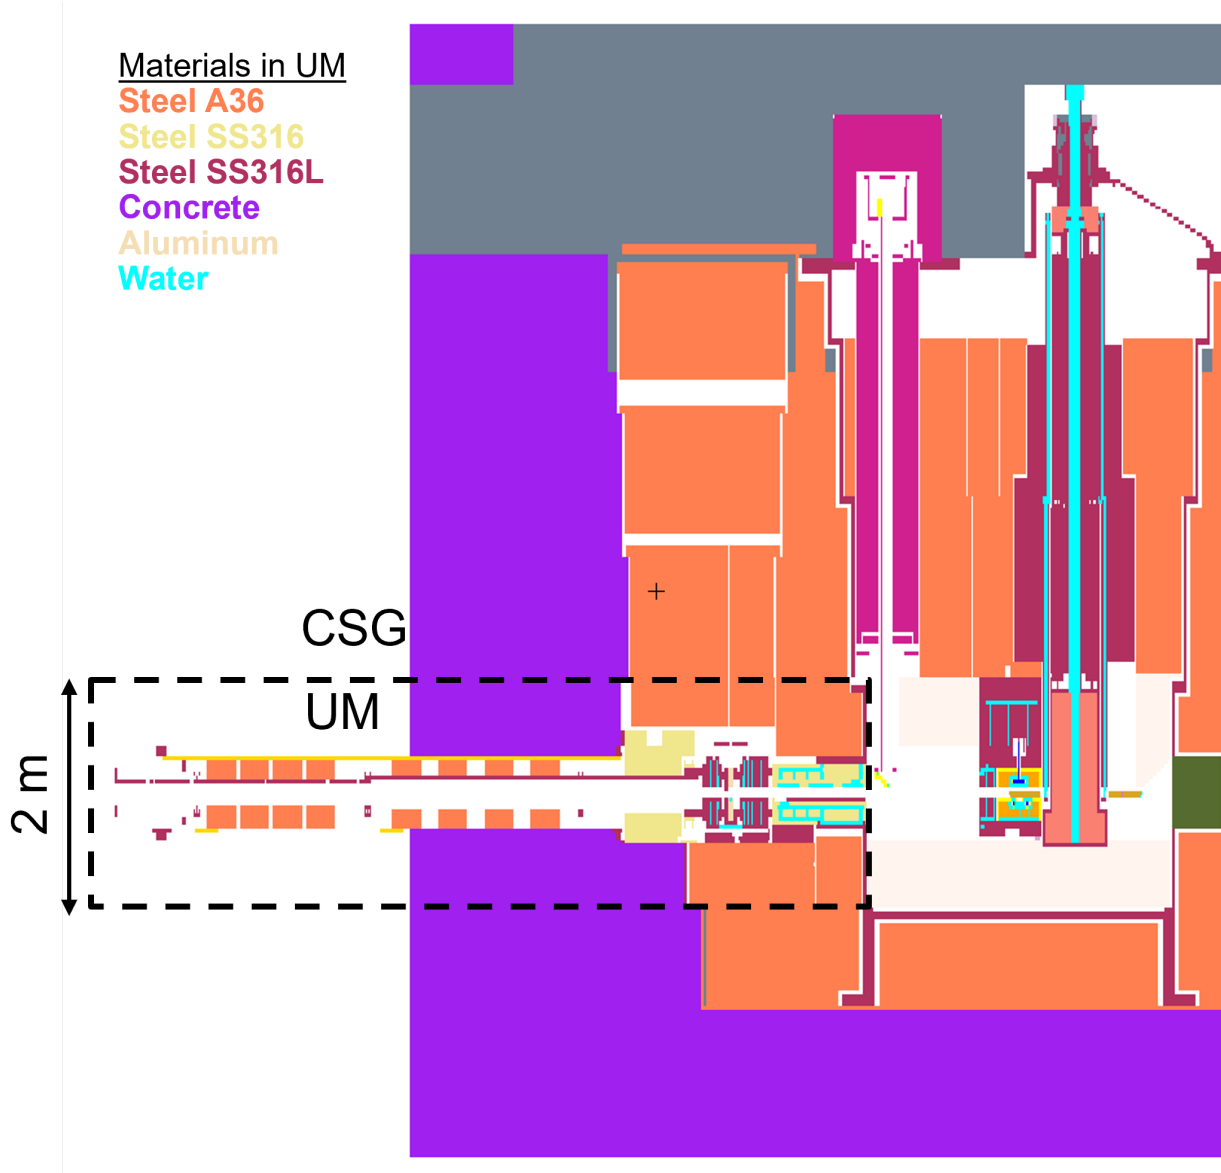 Materials in UM
Steel A36
Steel SS316
Steel SS316L
Concrete
Aluminum
Water
CSG
UM
2 m